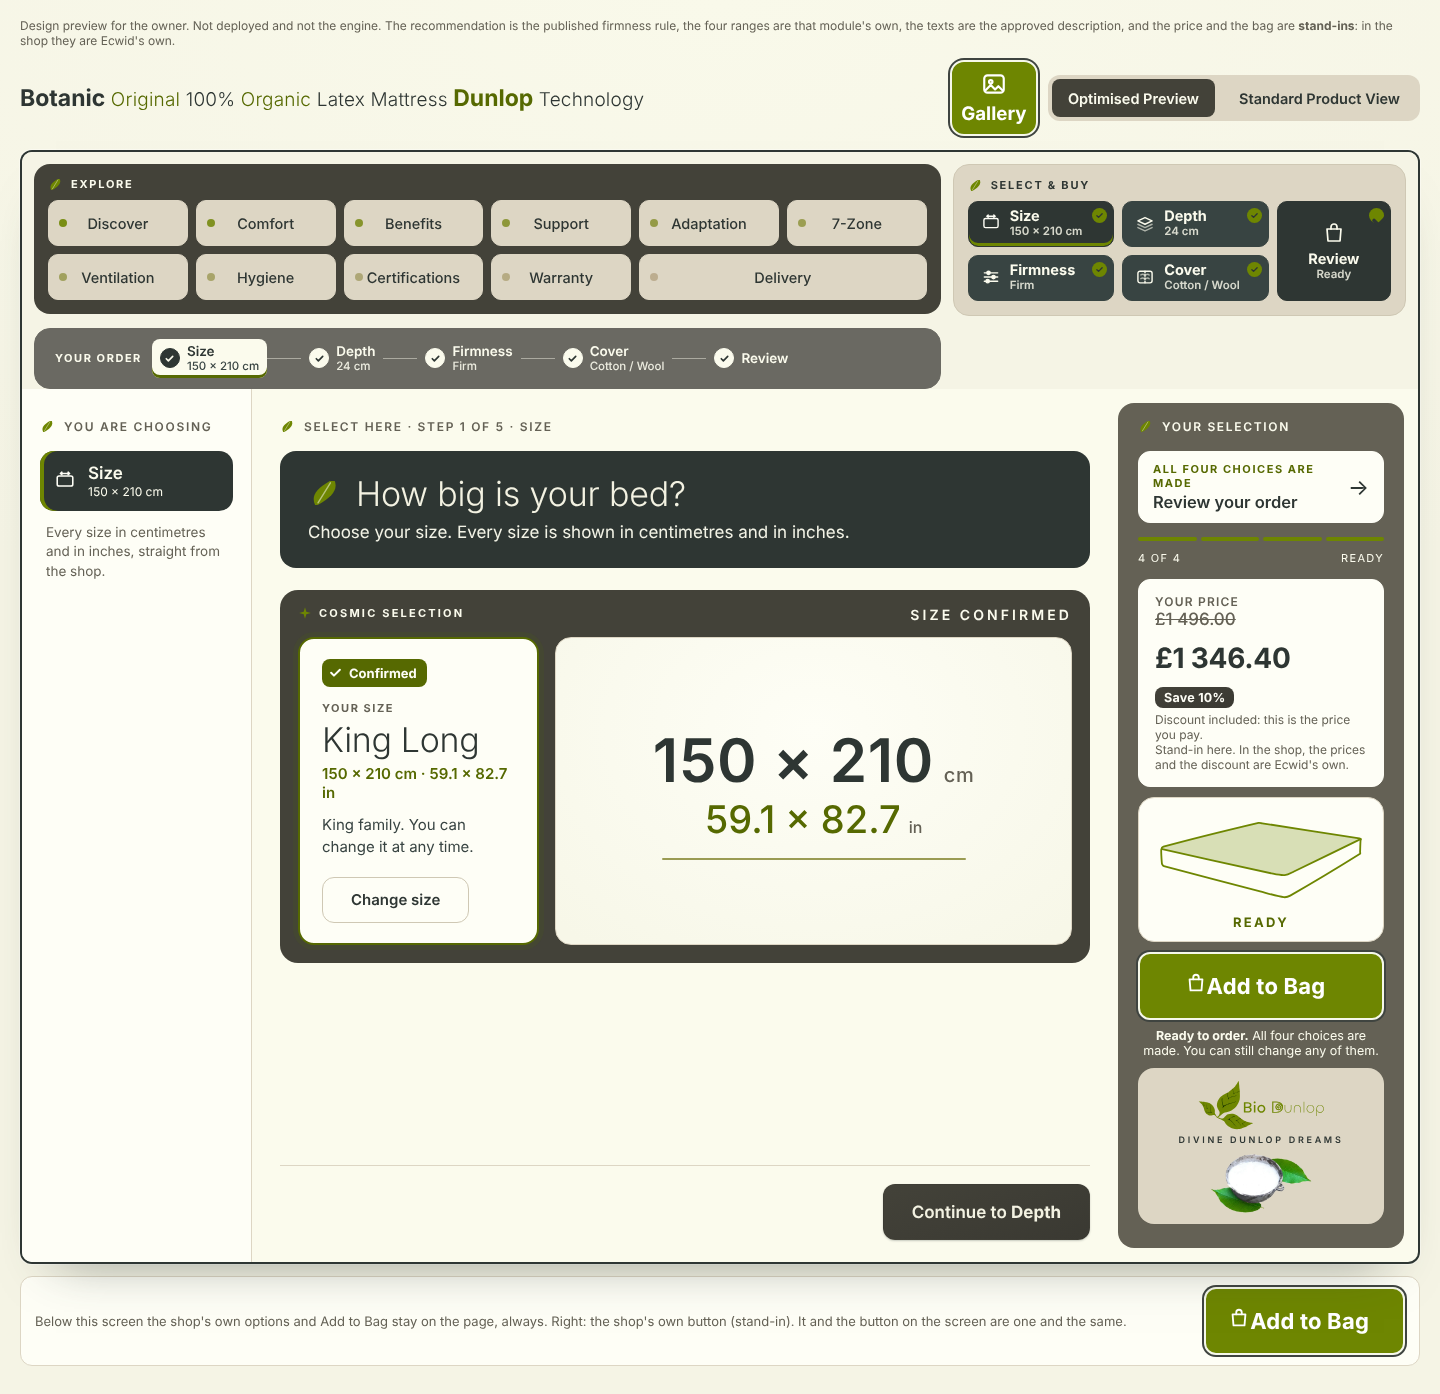 Design preview for the owner. Not deployed and not the engine. The recommendation is the published firmness rule, the four ranges are that module's own, the texts are the approved description, and the price and the bag are stand-ins: in the
shop they are Ecwid's own.
Botanic Original 100% Organic Latex Mattress Dunlop Technology
Gallery
Optimised Preview
Standard Product View
EXPLORE
Discover
Comfort
Benefits
Support
Adaptation
7-Zone
Ventilation
Hygiene
Certifications
Warranty
Delivery
SELECT & BUY
Size
150 × 210 cm
Depth
24 cm
Firmness
Firm
Cover
Cotton / Wool
Review
Ready
YOUR ORDER
Size
150 × 210 cm
Depth
24 cm
Firmness
Firm
Cover
Cotton / Wool
Review
YOU ARE CHOOSING
Size
150 × 210 cm
Every size in centimetres
and in inches, straight from
the shop.
SELECT HERE · STEP 1 OF 5 · SIZE
How big is your bed?
Choose your size. Every size is shown in centimetres and in inches.
COSMIC SELECTION
SIZE CONFIRMED
Confirmed
YOUR SIZE
King Long
150 × 210 cm · 59.1 × 82.7
in
King family. You can
change it at any time.
Change size
150 × 210 cm
59.1 × 82.7 in
Continue to Depth
YOUR SELECTION
ALL FOUR CHOICES ARE
MADE
Review your order
4 OF 4
READY
YOUR PRICE
£1 496.00
£1 346.40
Save 10%
Discount included: this is the price
you pay.
Stand-in here. In the shop, the prices
and the discount are Ecwid's own.
READY
Add to Bag
Ready to order. All four choices are
made. You can still change any of them.
Bio Dunlop
DIVINE DUNLOP DREAMS
Below this screen the shop's own options and Add to Bag stay on the page, always. Right: the shop's own button (stand-in). It and the button on the screen are one and the same.
Add to Bag